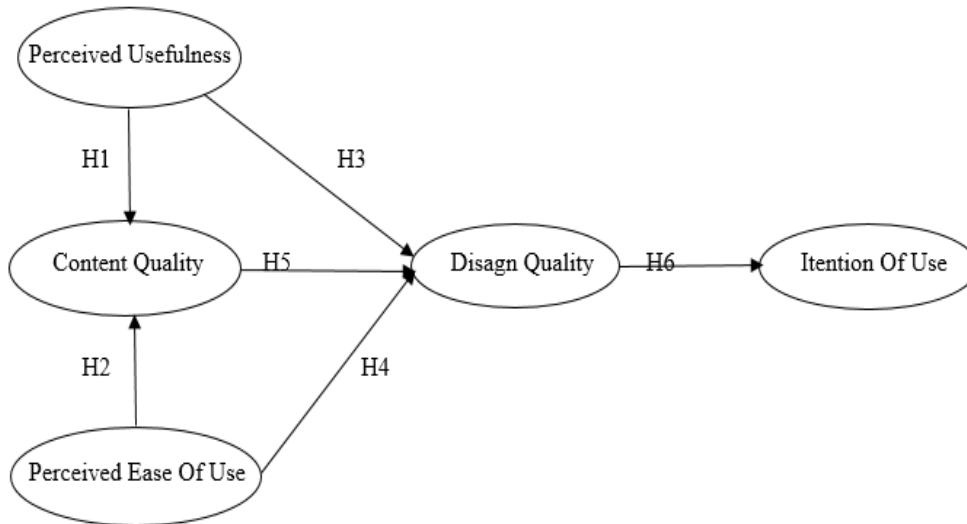 Perceived Usefulness
H1
H3
Content Quality
H5
Disagn Quality
H6
Itention Of Use
H2
H4
Perceived Ease Of Use